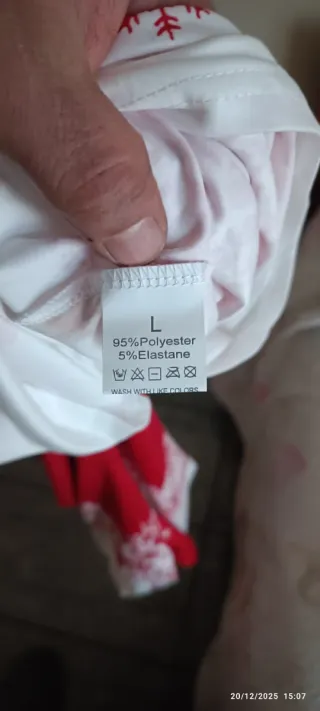 L
95%Polyester
5%Elastane
WASH WITH LIKE COLORS
20/12/2025 15:07